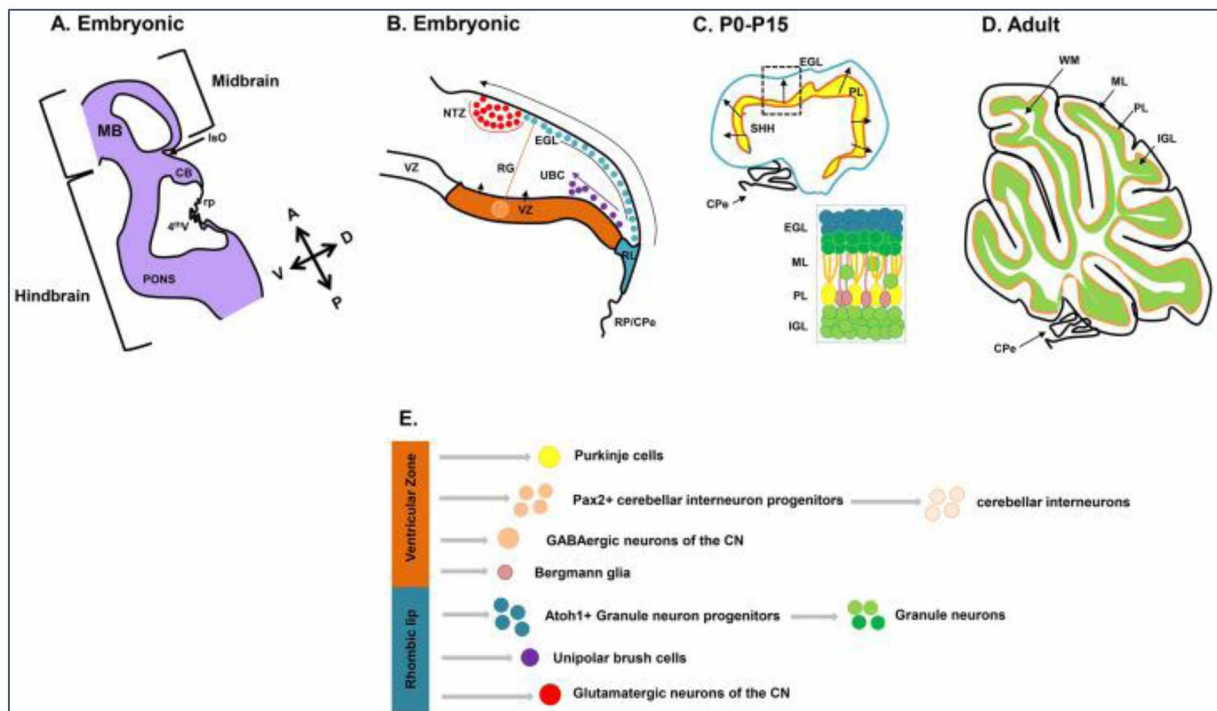 A. Embryonic
Midbrain
MB
IsO
CB
rp
4thV
PONS
Hindbrain
A
D
V
P
B. Embryonic
NTZ
EGL
VZ
RG
UBC
VZ
RL
RP/CPe
C. P0-P15
EGL
PL
SHH
CPe
EGL
ML
PL
IGL
D. Adult
WM
ML
PL
IGL
CPe
E.
Ventricular Zone
Purkinje cells
Pax2+ cerebellar interneuron progenitors
cerebellar interneurons
GABAergic neurons of the CN
Bergmann glia
Rhombic lip
Atoh1+ Granule neuron progenitors
Granule neurons
Unipolar brush cells
Glutamatergic neurons of the CN